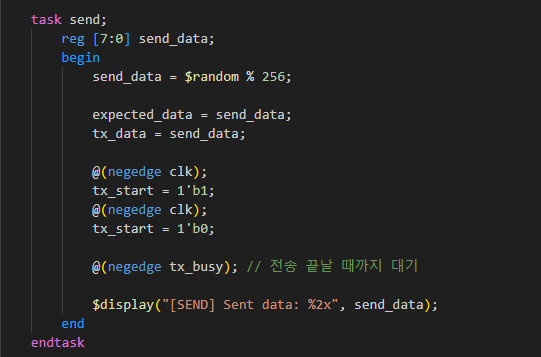 task send;
    reg [7:0] send_data;
    begin
        send_data = $random % 256;

        expected_data = send_data;
        tx_data = send_data;

        @(negedge clk);
        tx_start = 1'b1;
        @(negedge clk);
        tx_start = 1'b0;

        @(negedge tx_busy); // 전송 끝날 때까지 대기

        $display("[SEND] Sent data: %2x", send_data);
    end
endtask